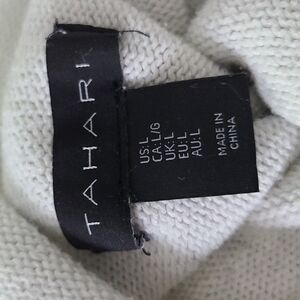 TAHARI
US:L
CA:L/G
UK:L
EU:L
AU:L
MADE IN
CHINA